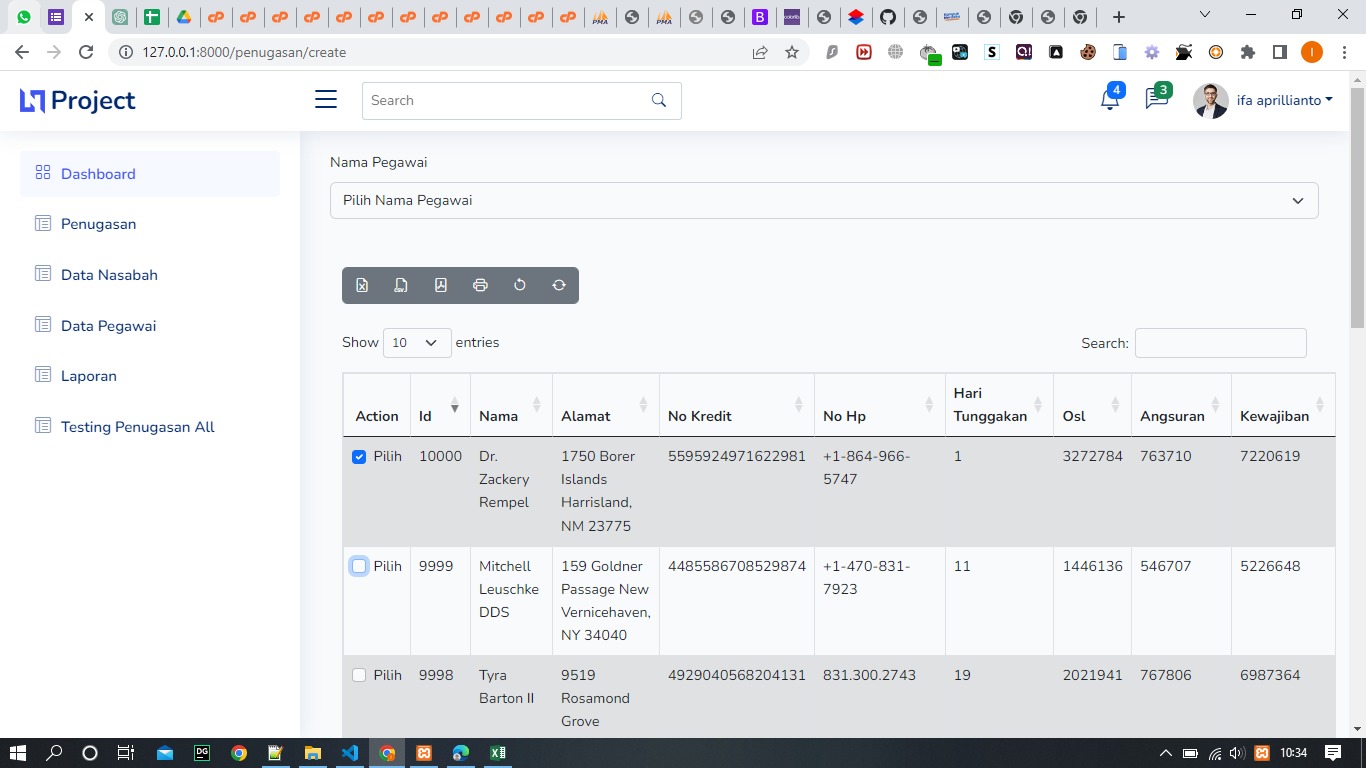 127.0.0.1:8000/penugasan/create
Project
Search
4
3
ifa aprillianto
Dashboard
Penugasan
Data Nasabah
Data Pegawai
Laporan
Testing Penugasan All
Nama Pegawai
Pilih Nama Pegawai
Show 10 entries
Search:
Action Id Nama Alamat No Kredit No Hp Hari Tunggakan Osl Angsuran Kewajiban
Pilih 10000 Dr. 1750 Borer 5595924971622981 +1-864-966- 1 3272784 763710 7220619
Zackery Islands 5747
Rempel Harrisland,
NM 23775
Pilih 9999 Mitchell 159 Goldner 4485586708529874 +1-470-831- 11 1446136 546707 5226648
Leuschke Passage New 7923
DDS Vernicehaven,
NY 34040
Pilih 9998 Tyra 9519 4929040568204131 831.300.2743 19 2021941 767806 6987364
Barton II Rosamond
Grove
10:34